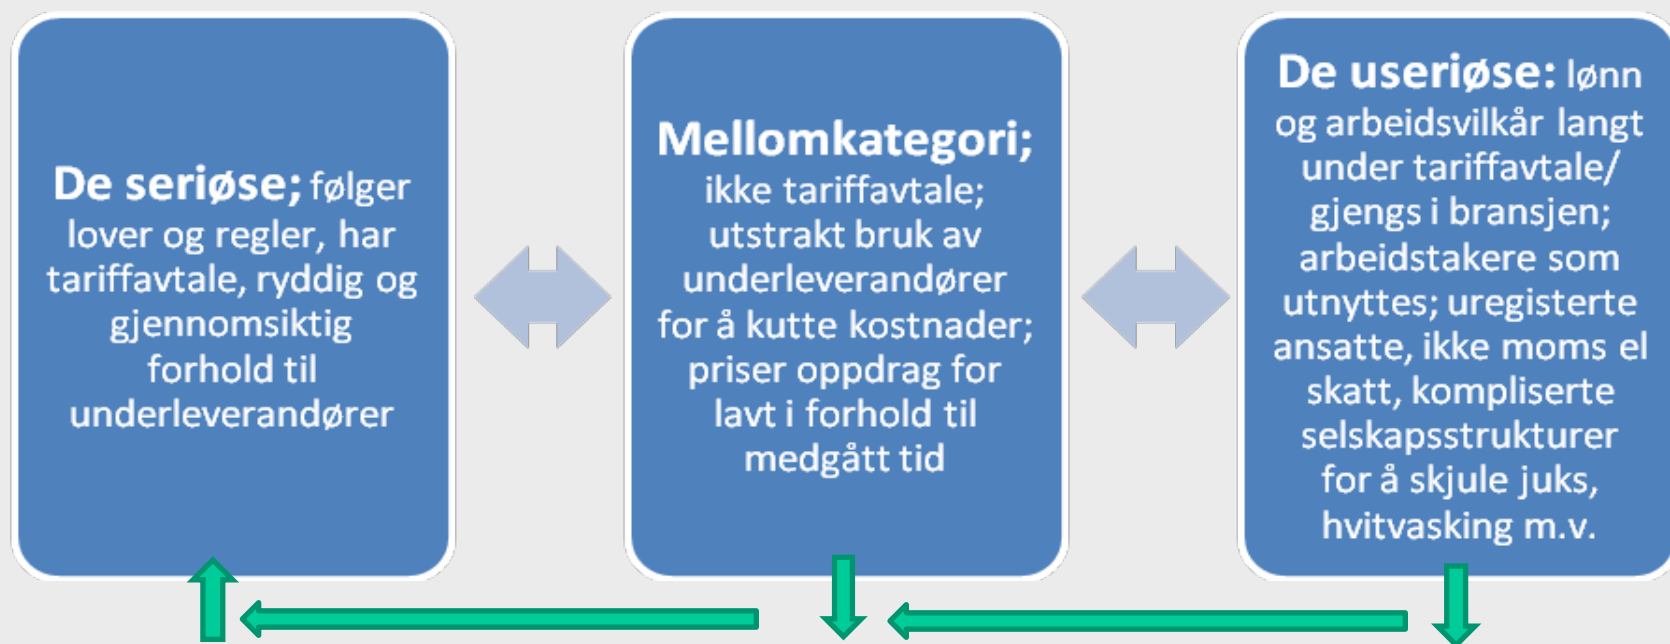 De seriøse; følger
lover og regler, har
tariffavtale, ryddig og
gjennomsiktig
forhold til
underleverandører
Mellomkategori;
ikke tariffavtale;
utstrakt bruk av
underleverandører
for å kutte kostnader;
priser oppdrag for
lavt i forhold til
medgått tid
De useriøse: lønn
og arbeidsvilkår langt
under tariffavtale/
gjengs i bransjen;
arbeidstakere som
utnyttes; uregisterte
ansatte, ikke moms el
skatt, kompliserte
selskapsstrukturer
for å skjule juks,
hvitvasking m.v.